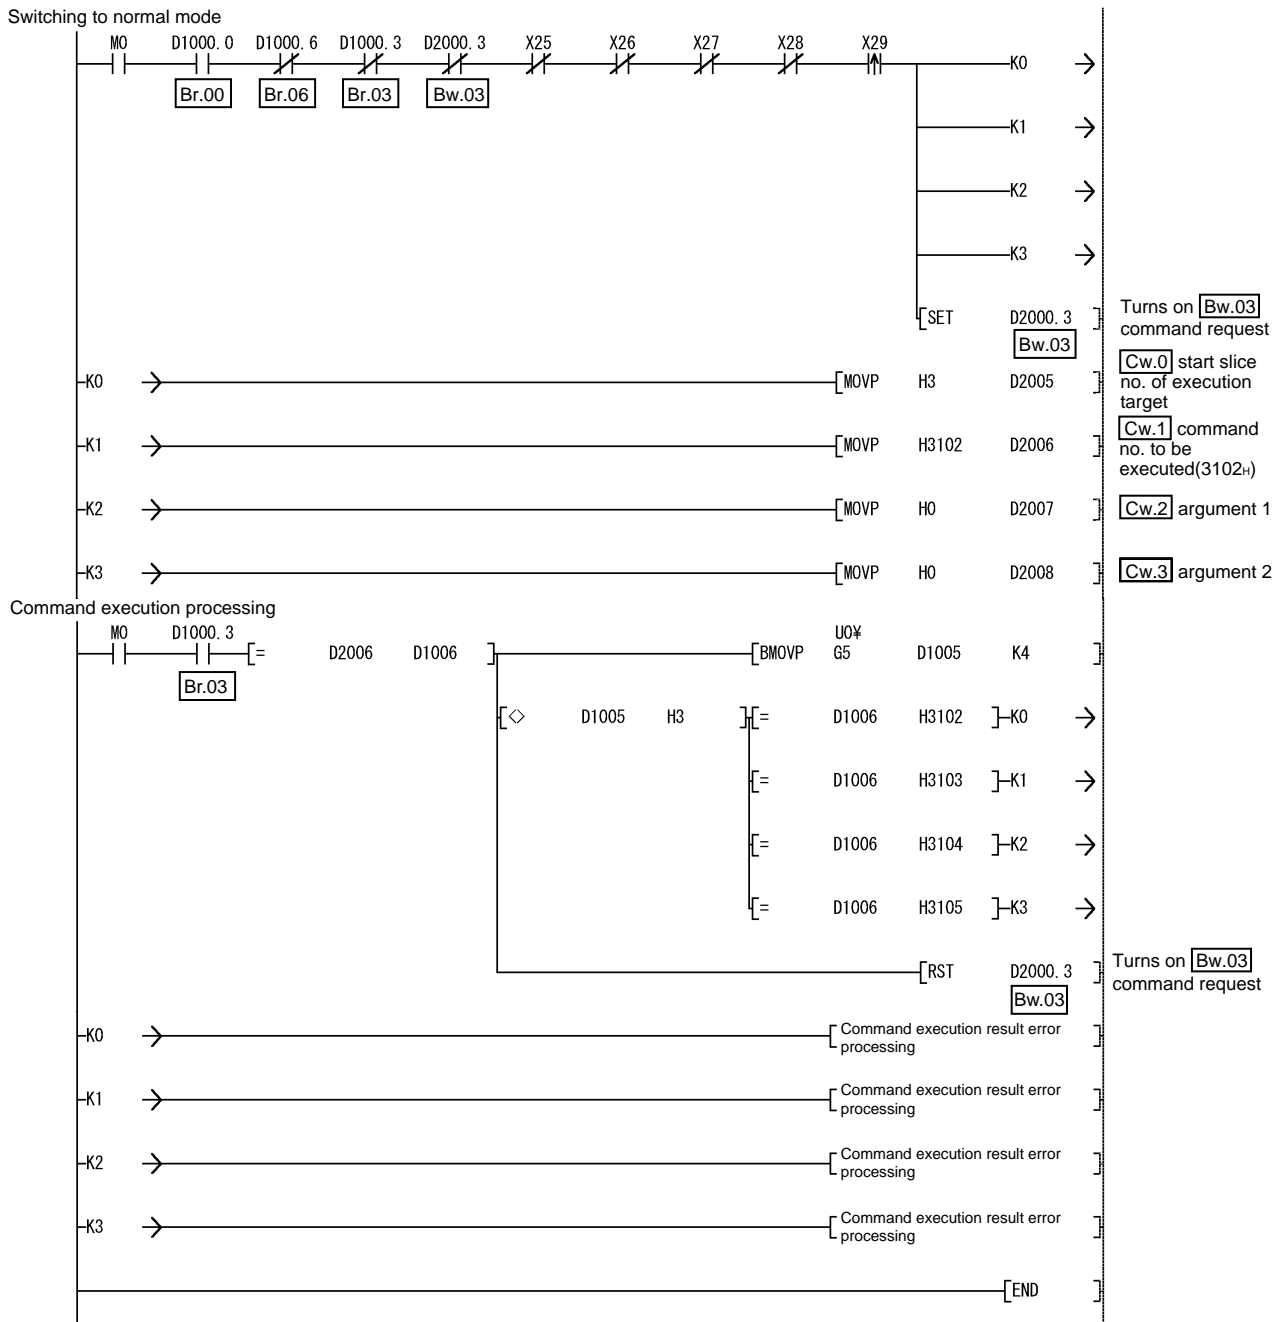 Switching to normal mode
M0 D1000.0 D1000.6 D1000.3 D2000.3 X25 X26 X27 X28 X29
K0
Br.00 Br.06 Br.03 Bw.03
K1
K2
K3
SET D2000.3
Bw.03
Turns on Bw.03
command request
K0 MOVP H3 D2005
Cw.0 start slice
no. of execution
target
K1 MOVP H3102 D2006
Cw.1 command
no. to be
executed(3102H)
K2 MOVP H0 D2007
Cw.2 argument 1
K3 MOVP H0 D2008
Cw.3 argument 2
Command execution processing
M0 D1000.3
= D2006 D1006
U0¥
BMOVP G5 D1005 K4
Br.03
<> D1005 H3 = D1006 H3102 K0
= D1006 H3103 K1
= D1006 H3104 K2
= D1006 H3105 K3
RST D2000.3
Bw.03
Turns on Bw.03
command request
K0 Command execution result error
processing
K1 Command execution result error
processing
K2 Command execution result error
processing
K3 Command execution result error
processing
END